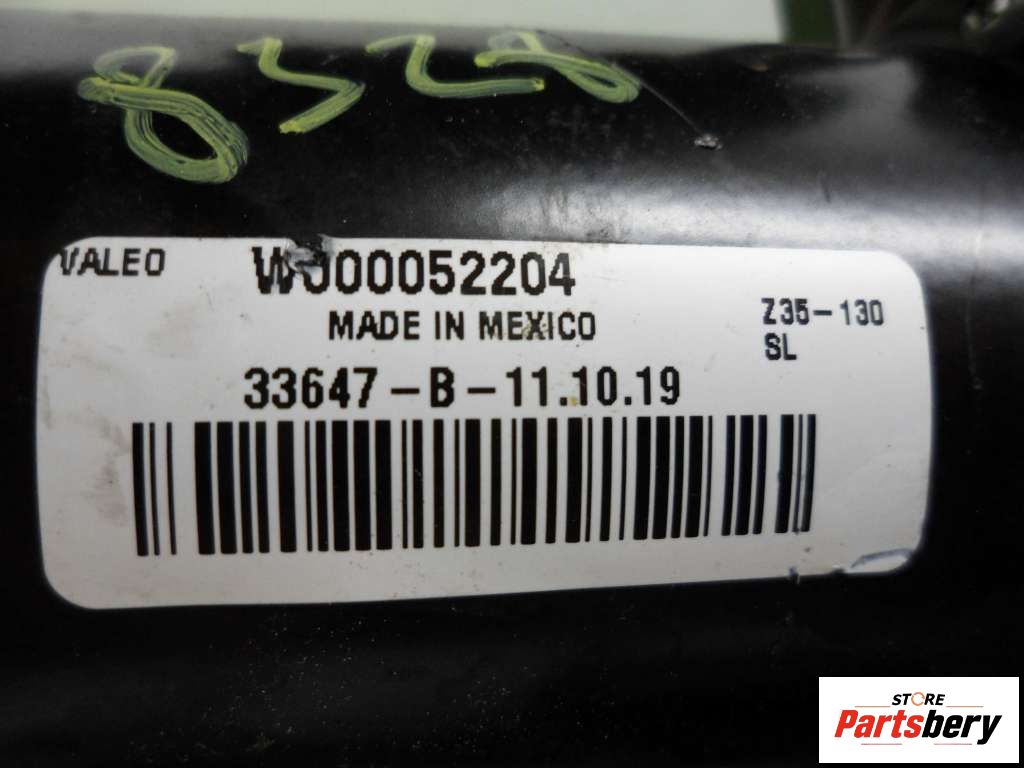 8328
VALEO
W000052204
MADE IN MEXICO
Z35-130
SL
33647-B-11.10.19
STORE
Partsbery